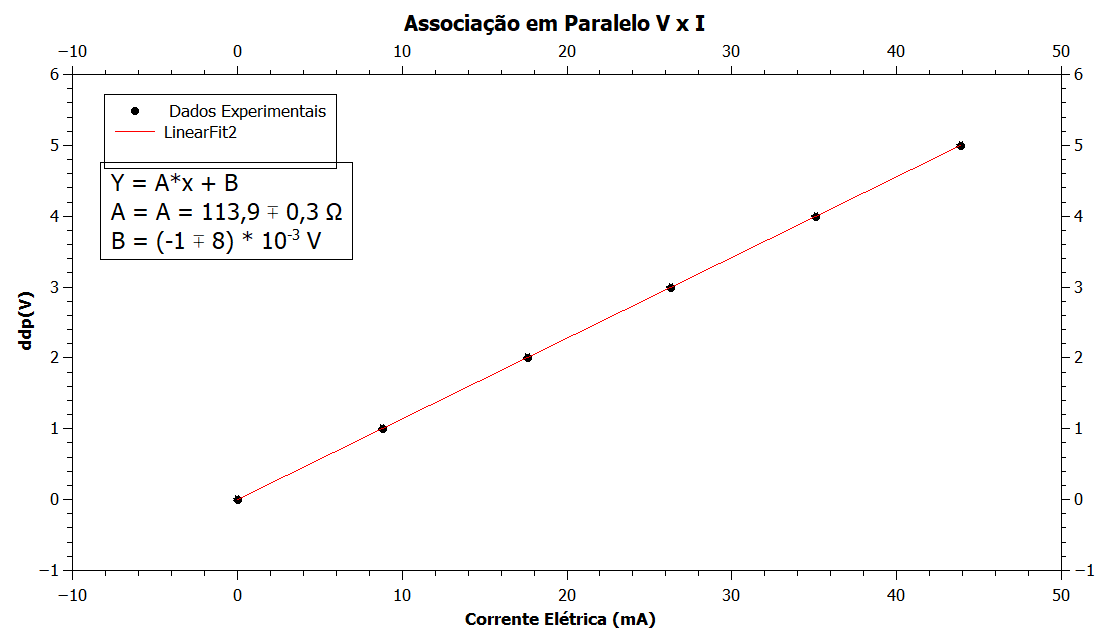 Associação em Paralelo V x I
−10 0 10 20 30 40 50
6 6
Dados Experimentais
LinearFit2
5 5
Y = A*x + B
A = A = 113,9 ∓ 0,3 Ω
4 4
B = (-1 ∓ 8) * 10⁻³ V
3 3
ddp(V)
2 2
1 1
0 0
−1 −1
−10 0 10 20 30 40 50
Corrente Elétrica (mA)